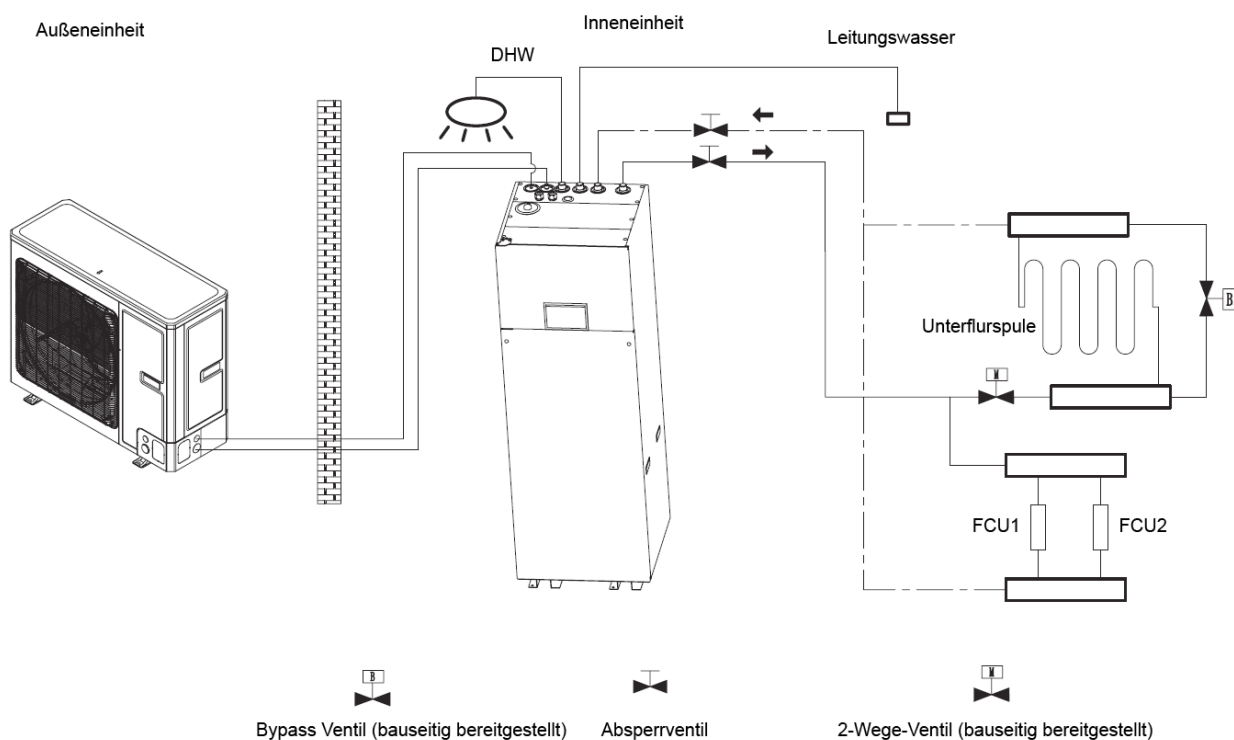 Außeneinheit
Inneneinheit
Leitungswasser
DHW
B
Unterflurspule
M
FCU1
FCU2
B
M
Bypass Ventil (bauseitig bereitgestellt)
Absperrventil
2-Wege-Ventil (bauseitig bereitgestellt)